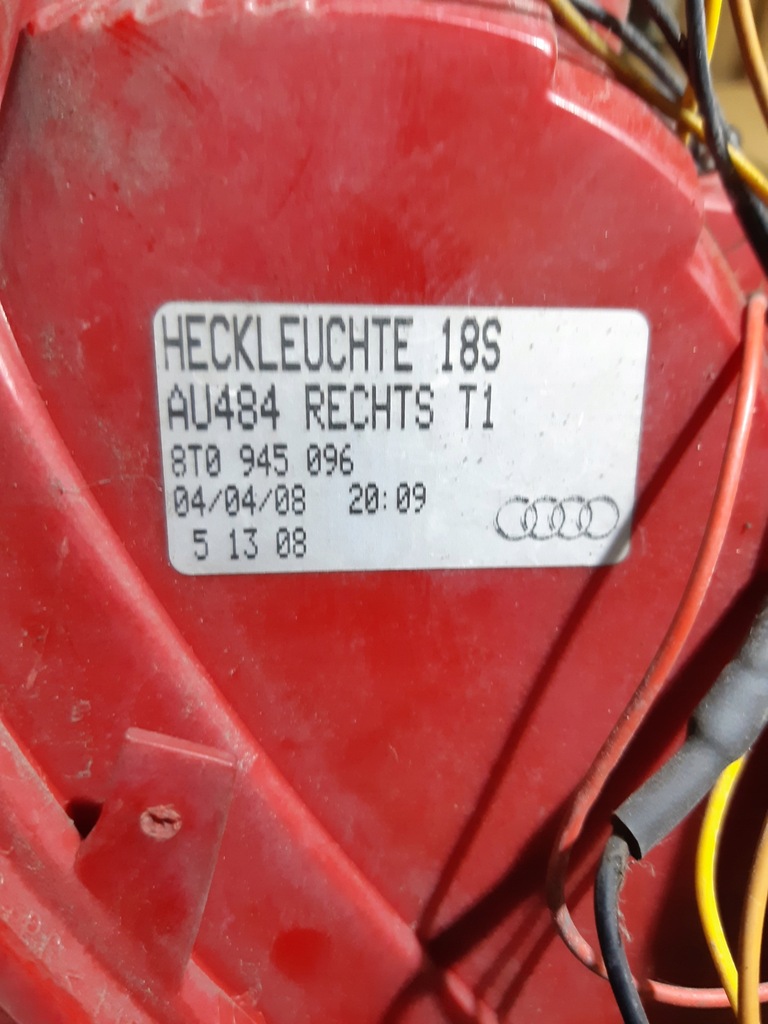 HECKLEUCHTE 18S
AU484 RECHTS T1
8T0 945 096
04/04/08 20:09
5 13 08